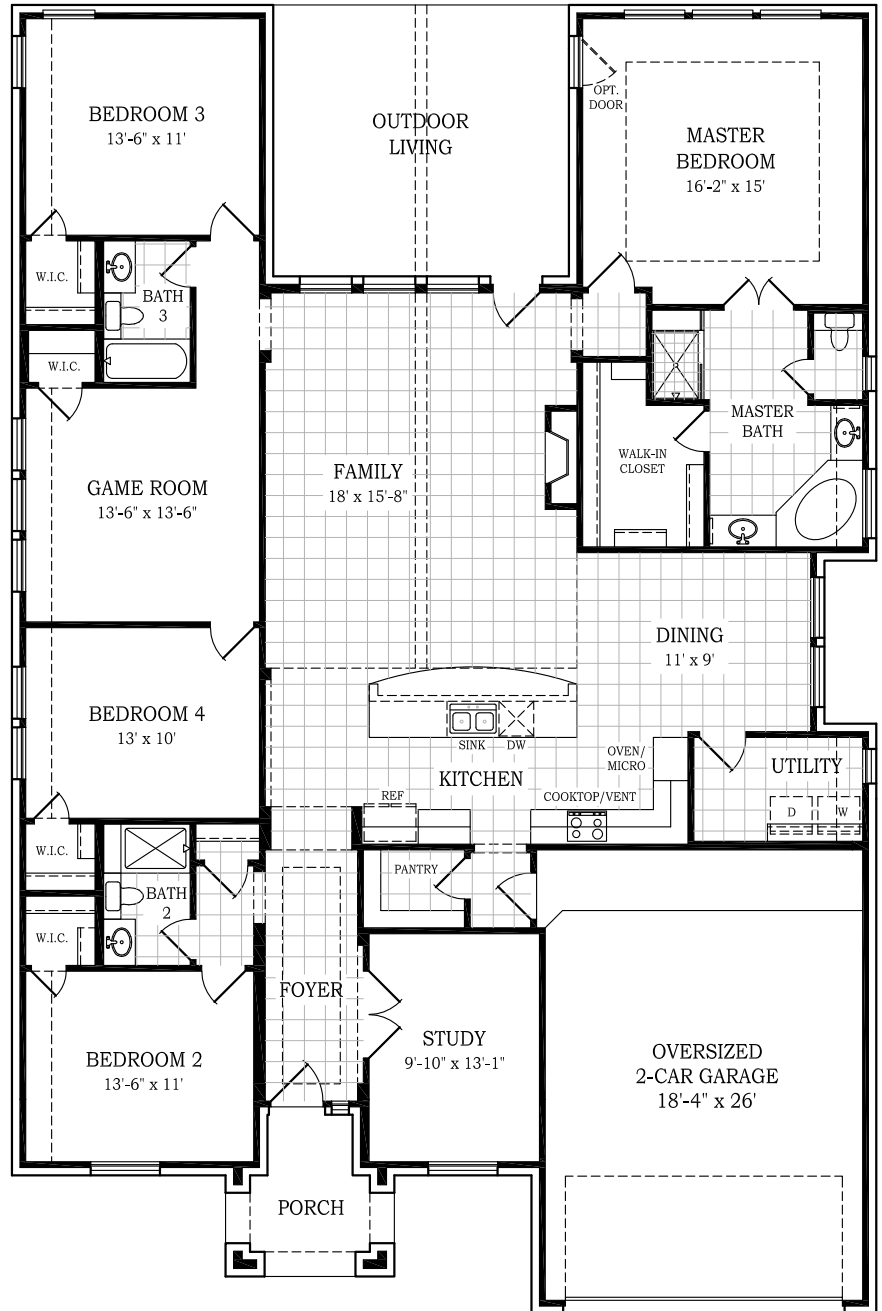 BEDROOM 3
13'-6" x 11'
OUTDOOR
LIVING
OPT.
DOOR
MASTER
BEDROOM
16'-2" x 15'
W.I.C.
BATH
3
W.I.C.
MASTER
BATH
WALK-IN
CLOSET
FAMILY
18' x 15'-8"
GAME ROOM
13'-6" x 13'-6"
DINING
11' x 9'
BEDROOM 4
13' x 10'
SINK
DW
OVEN/
MICRO
KITCHEN
UTILITY
REF
COOKTOP/VENT
D
W
W.I.C.
PANTRY
BATH
2
W.I.C.
FOYER
STUDY
9'-10" x 13'-1"
BEDROOM 2
13'-6" x 11'
OVERSIZED
2-CAR GARAGE
18'-4" x 26'
PORCH